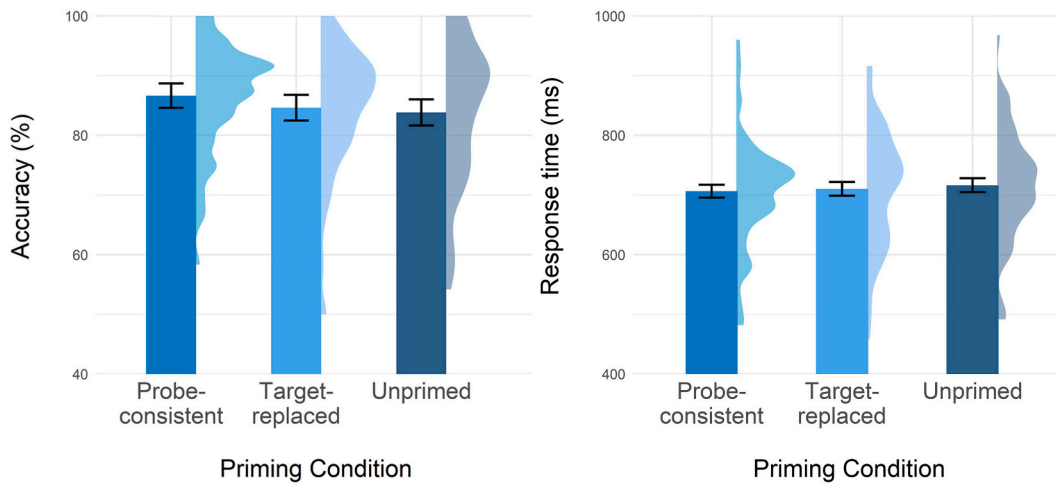 Accuracy (%)
100
80
60
40
Probe-
consistent
Target-
replaced
Unprimed
Priming Condition
Response time (ms)
1000
800
600
400
Probe-
consistent
Target-
replaced
Unprimed
Priming Condition